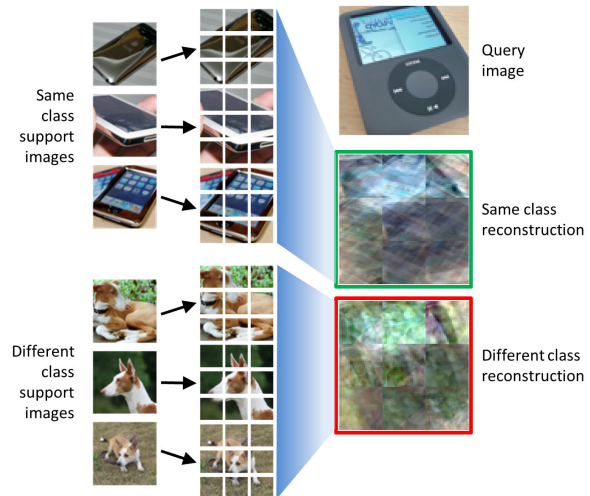 Same
class
support
images
Query
image
Same class
reconstruction
Different
class
support
images
Different class
reconstruction